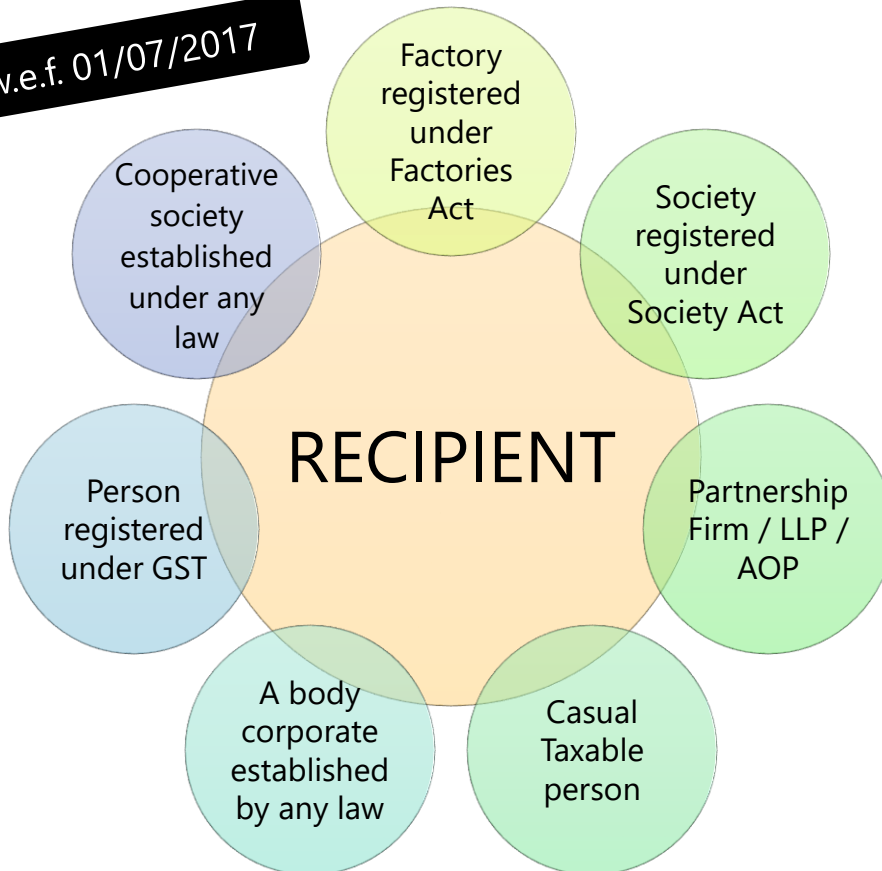 w.e.f. 01/07/2017
Factory
registered
under
Factories
Act
Society
registered
under
Society Act
Partnership
Firm / LLP /
AOP
Casual
Taxable
person
A body
corporate
established
by any law
Person
registered
under GST
Cooperative
society
established
under any
law
RECIPIENT